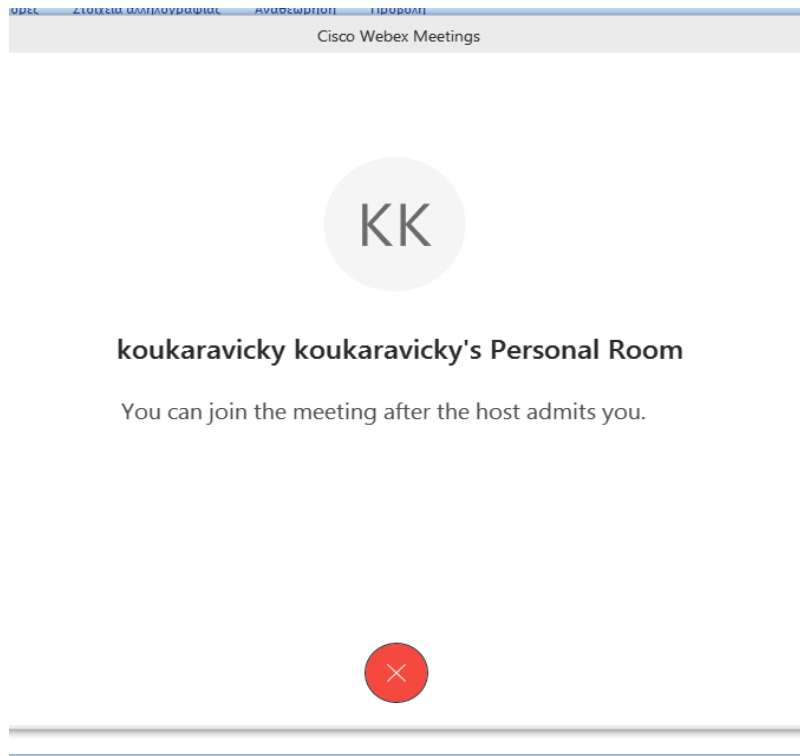 Στοιχεία αλληλογραφίας Αναθεώρηση Προβολή
Cisco Webex Meetings
KK
koukaravicky koukaravicky's Personal Room
You can join the meeting after the host admits you.